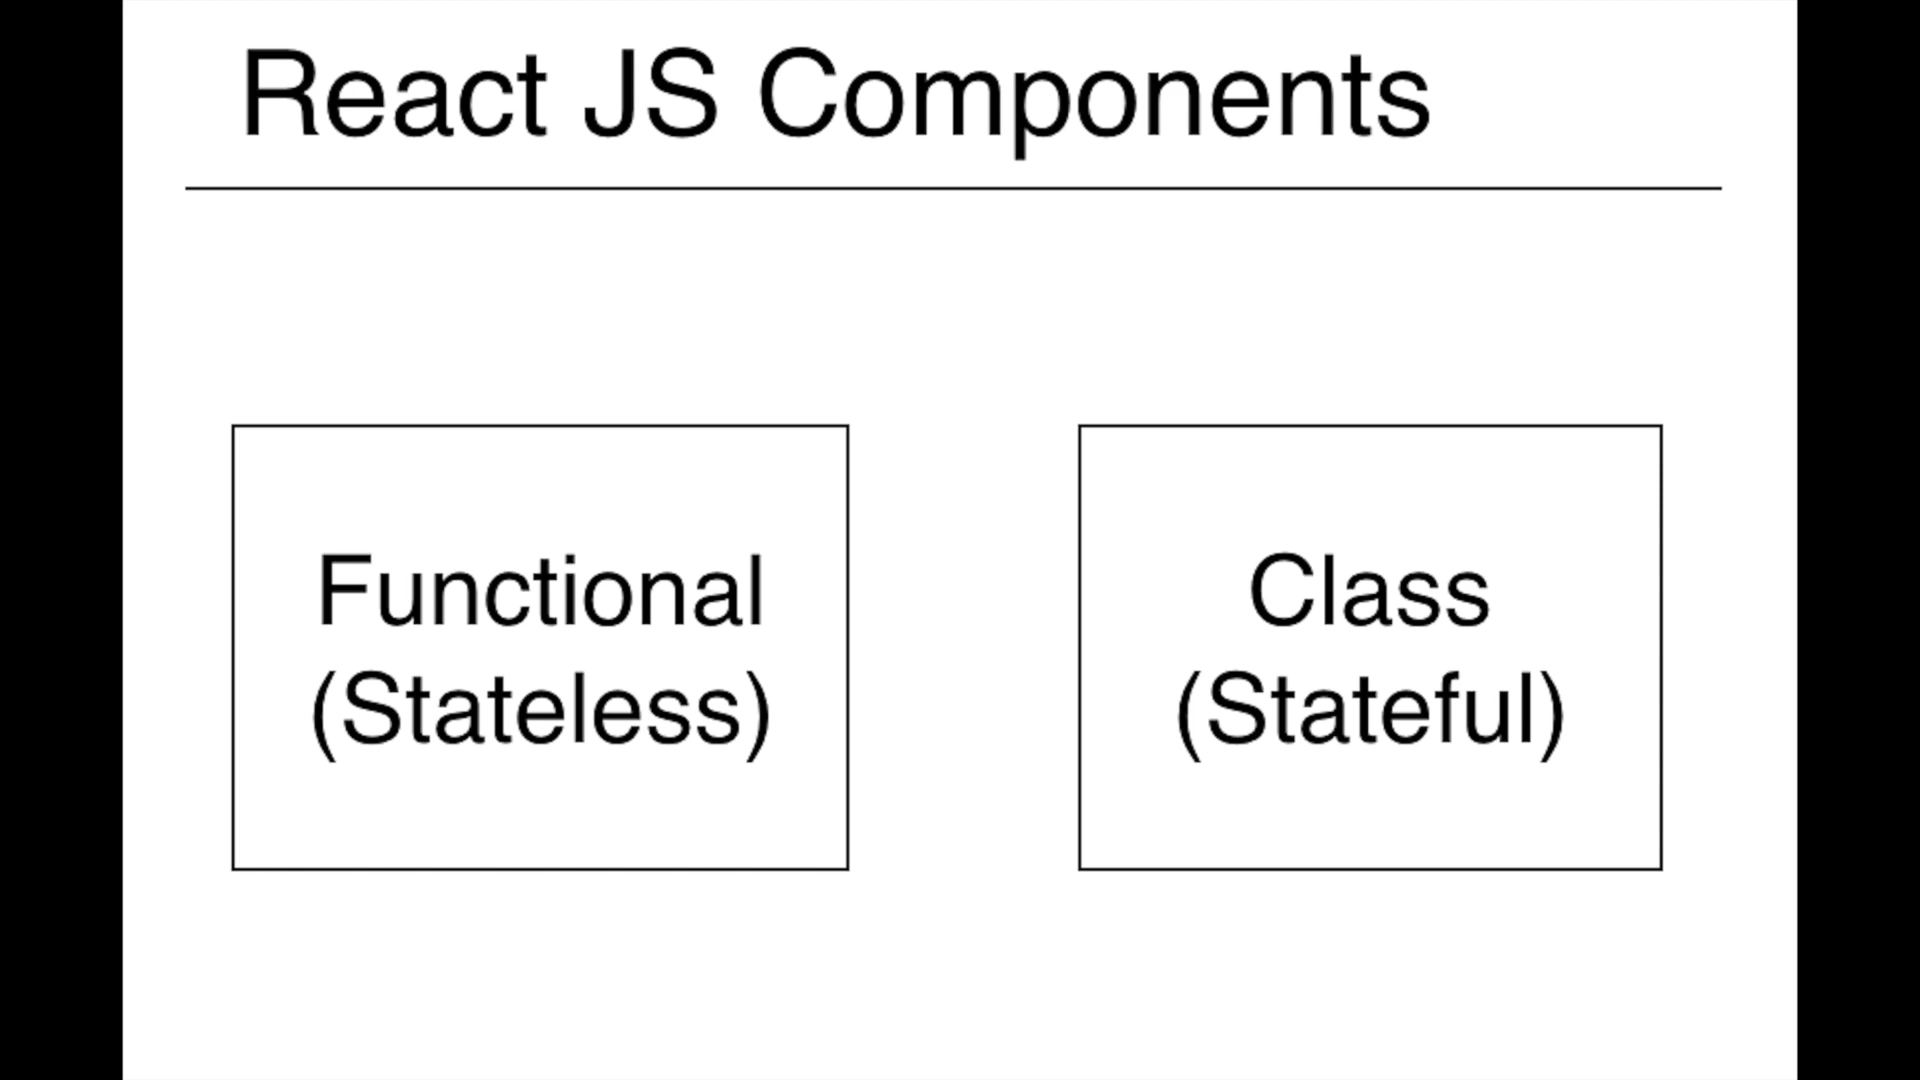 React JS Components
Functional
(Stateless)
Class
(Stateful)